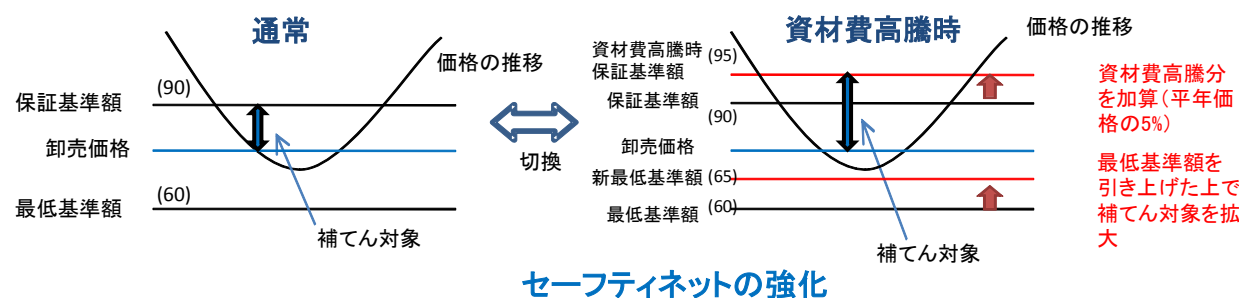 通常
価格の推移
保証基準額 (90)
卸売価格
最低基準額 (60)
補てん対象
切換
資材費高騰時
価格の推移
資材費高騰時
保証基準額 (95)
保証基準額
(90)
卸売価格
新最低基準額 (65)
最低基準額 (60)
補てん対象
資材費高騰分
を加算(平年価
格の5%)
最低基準額を
引き上げた上で
補てん対象を拡
大
セーフティネットの強化